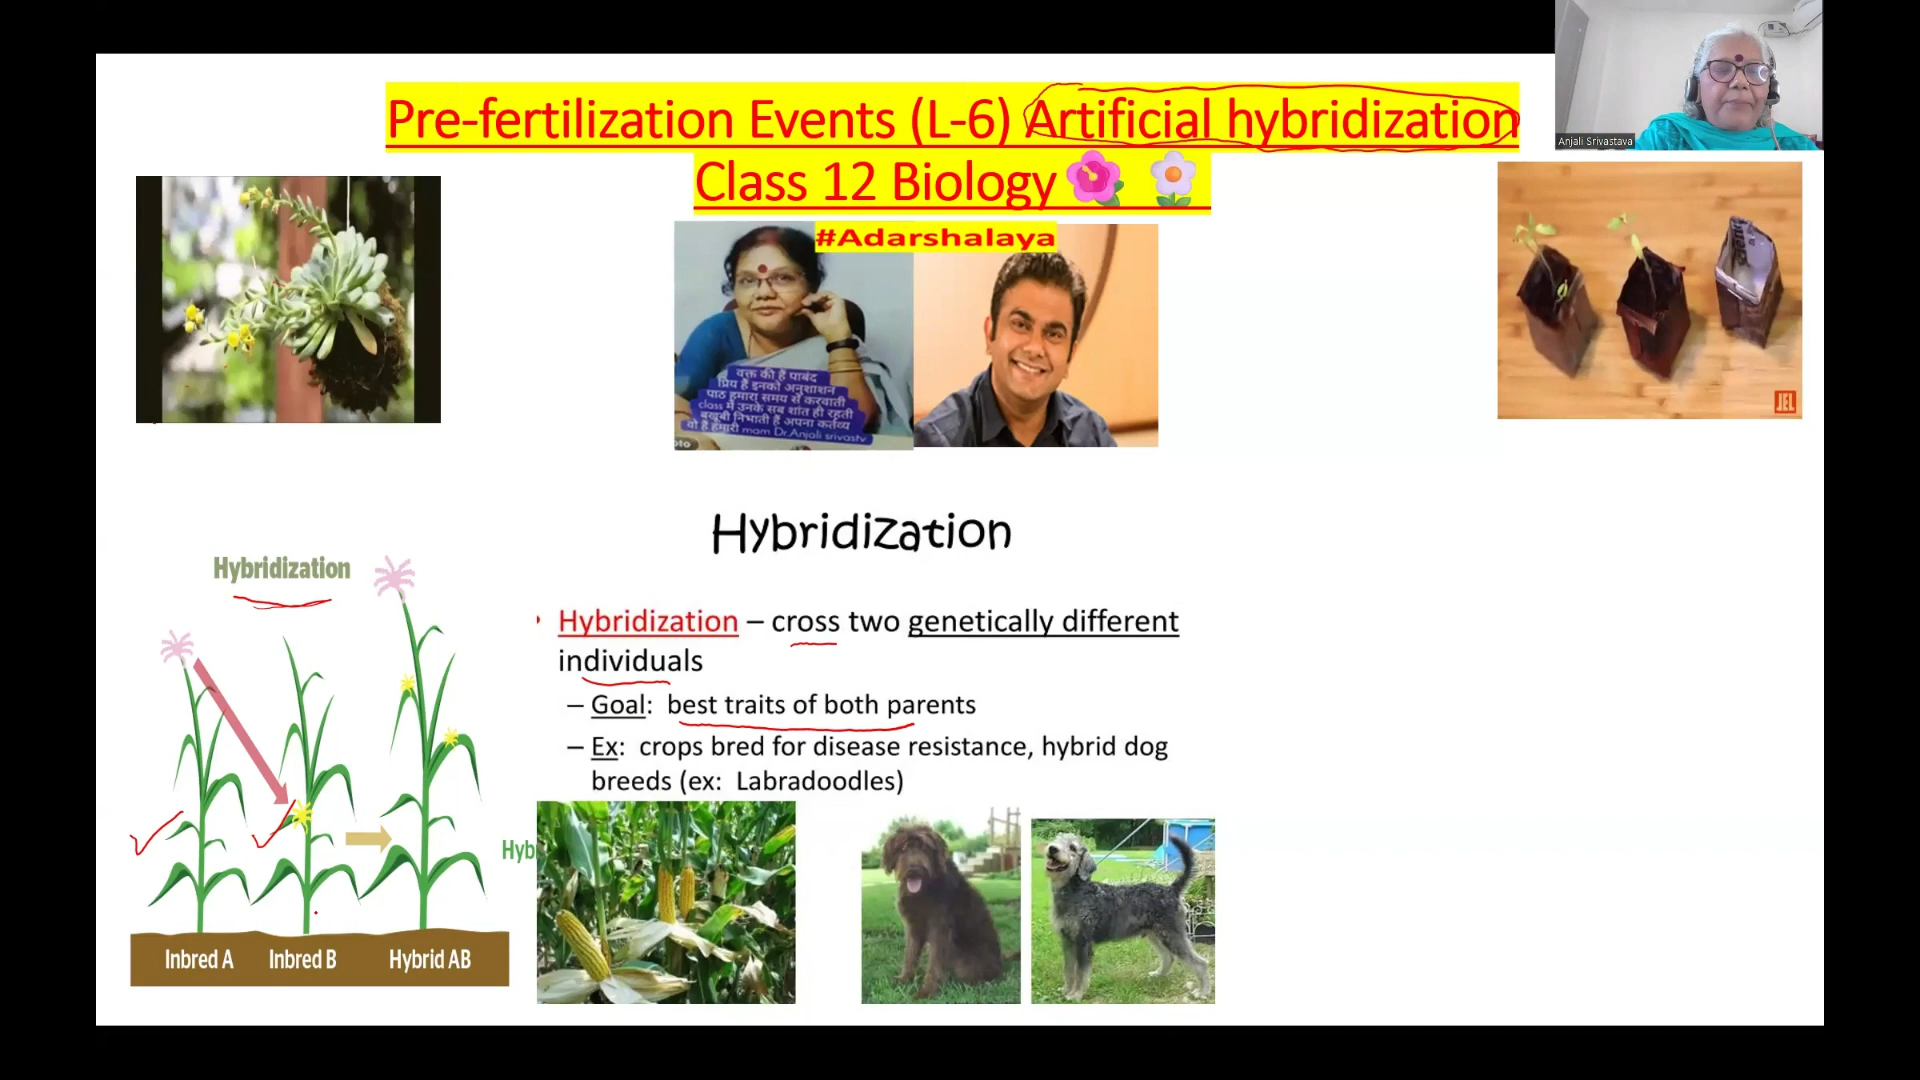 Pre-fertilization Events (L-6) Artificial hybridization
Class 12 Biology
Anjali Srivastava
#Adarshalaya
वक्त की हैं पाबंद
प्रिय हैं इनको अनुशाशन
पाठ हमारा समय से करवाती
class में उनके सब शांत ही रहती
बखूबी निभाती हैं अपना कर्तव्य
वो हैं हमारी mam Dr.Anjali srivastv
oto
JEL
Hybridization
Hybridization
Hybridization – cross two genetically different
individuals
– Goal: best traits of both parents
– Ex: crops bred for disease resistance, hybrid dog
breeds (ex: Labradoodles)
Hyb
Inbred A Inbred B Hybrid AB